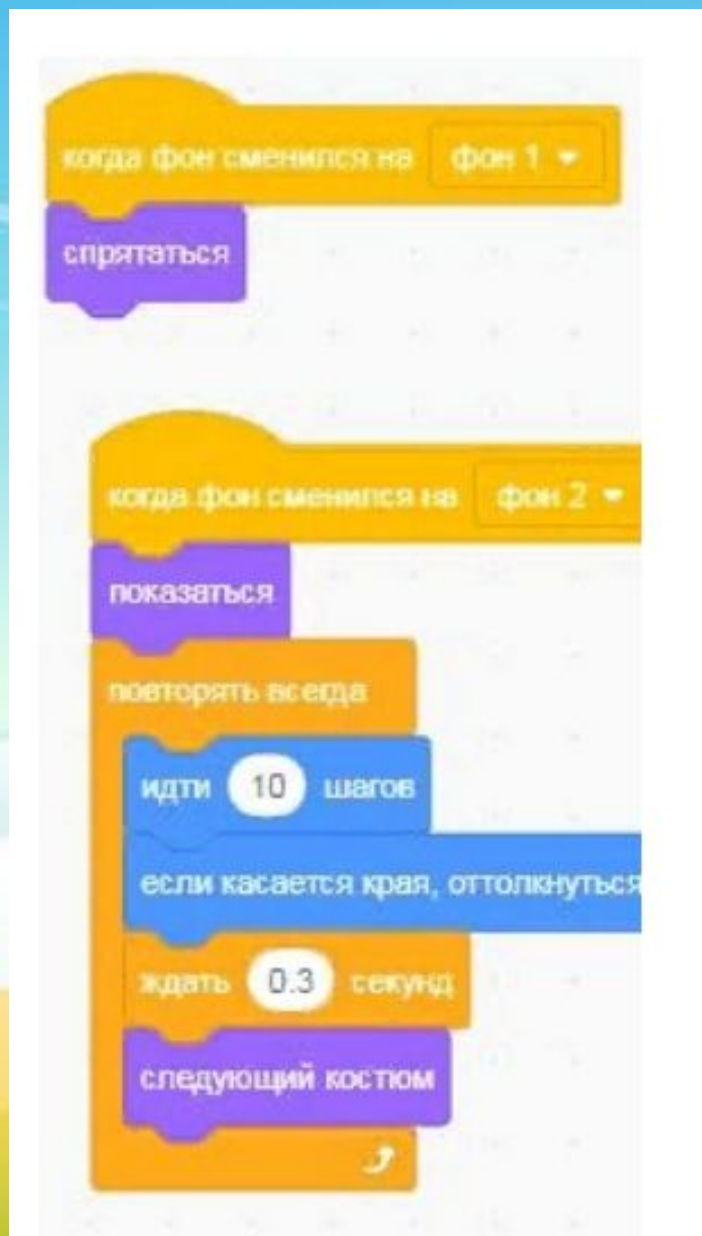 когда фон сменился на фон 1
спрятаться
когда фон сменился на фон 2
показаться
повторять всегда
идти 10 шагов
если касается края, оттолкнуться
ждать 0.3 секунд
следующий костюм